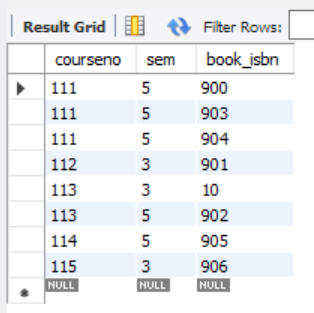 Result Grid Filter Rows:
courseno sem book_isbn
111 5 900
111 5 903
111 5 904
112 3 901
113 3 10
113 5 902
114 5 905
115 3 906
NULL NULL NULL